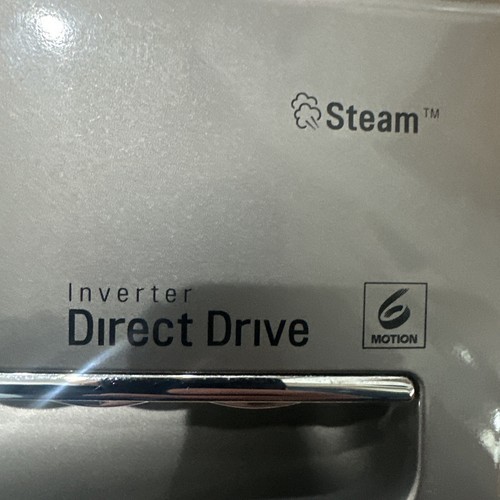 Steam™
Inverter
Direct Drive
6
MOTION